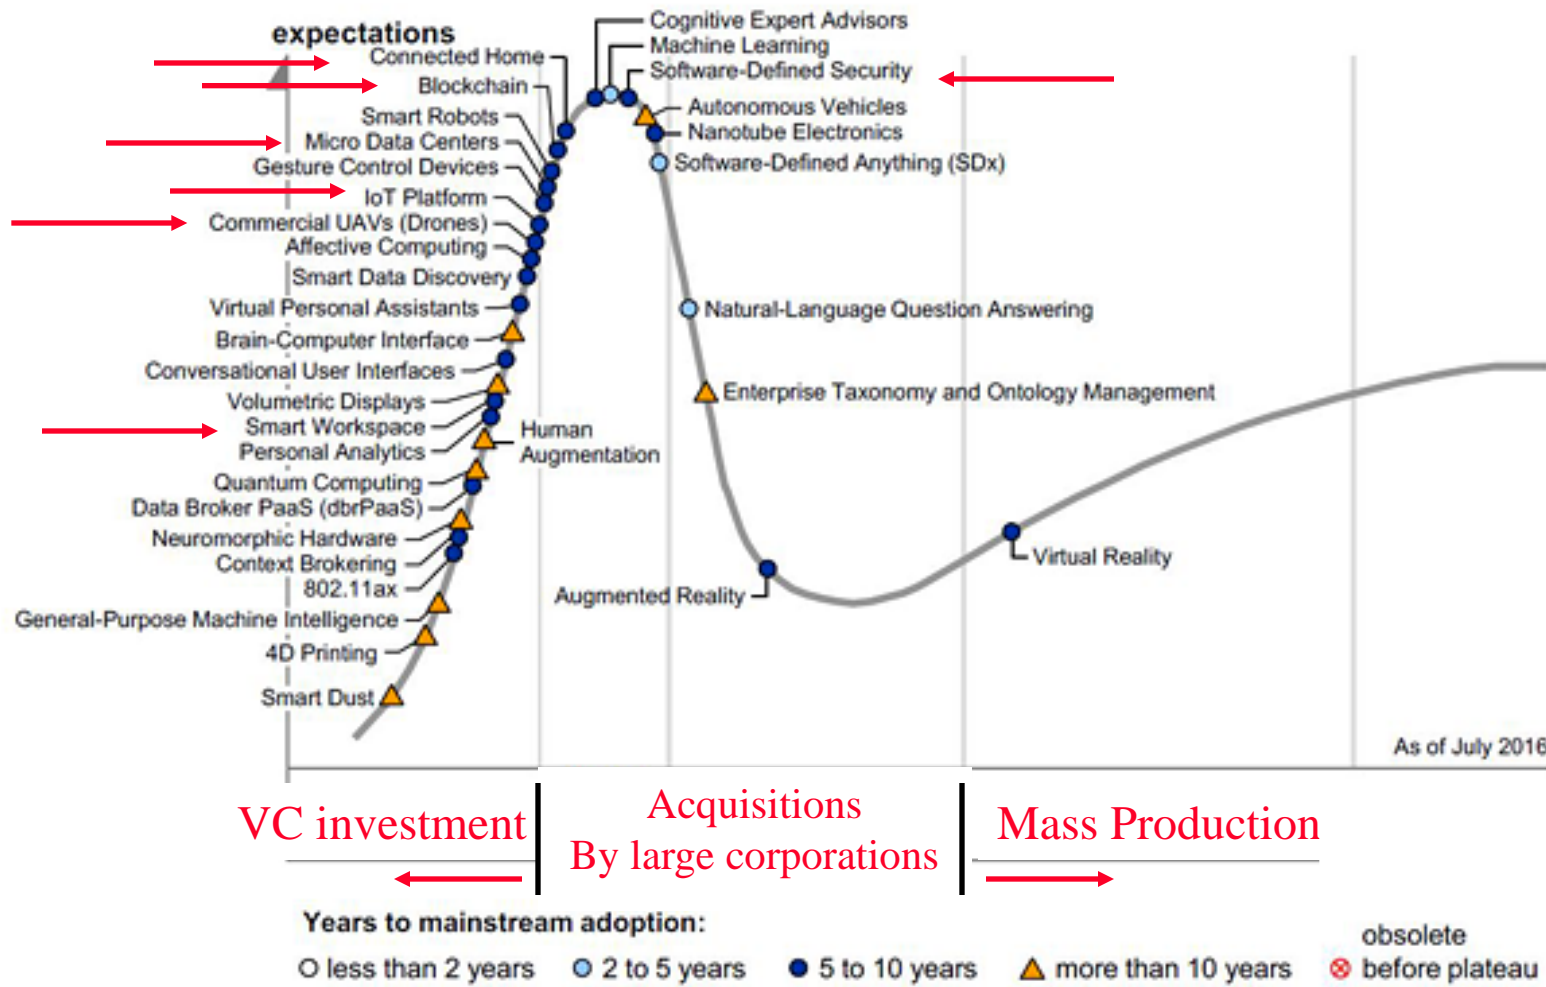 expectations
Connected Home
Blockchain
Smart Robots
Micro Data Centers
Gesture Control Devices
IoT Platform
Commercial UAVs (Drones)
Affective Computing
Smart Data Discovery
Virtual Personal Assistants
Brain-Computer Interface
Conversational User Interfaces
Volumetric Displays
Smart Workspace
Personal Analytics
Quantum Computing
Data Broker PaaS (dbrPaaS)
Neuromorphic Hardware
Context Brokering
802.11ax
General-Purpose Machine Intelligence
4D Printing
Smart Dust
Human
Augmentation
Cognitive Expert Advisors
Machine Learning
Software-Defined Security
Autonomous Vehicles
Nanotube Electronics
Software-Defined Anything (SDx)
Natural-Language Question Answering
Enterprise Taxonomy and Ontology Management
Augmented Reality
Virtual Reality
As of July 2016
VC investment
Acquisitions
By large corporations
Mass Production
Years to mainstream adoption:
less than 2 years
2 to 5 years
5 to 10 years
more than 10 years
obsolete
before plateau